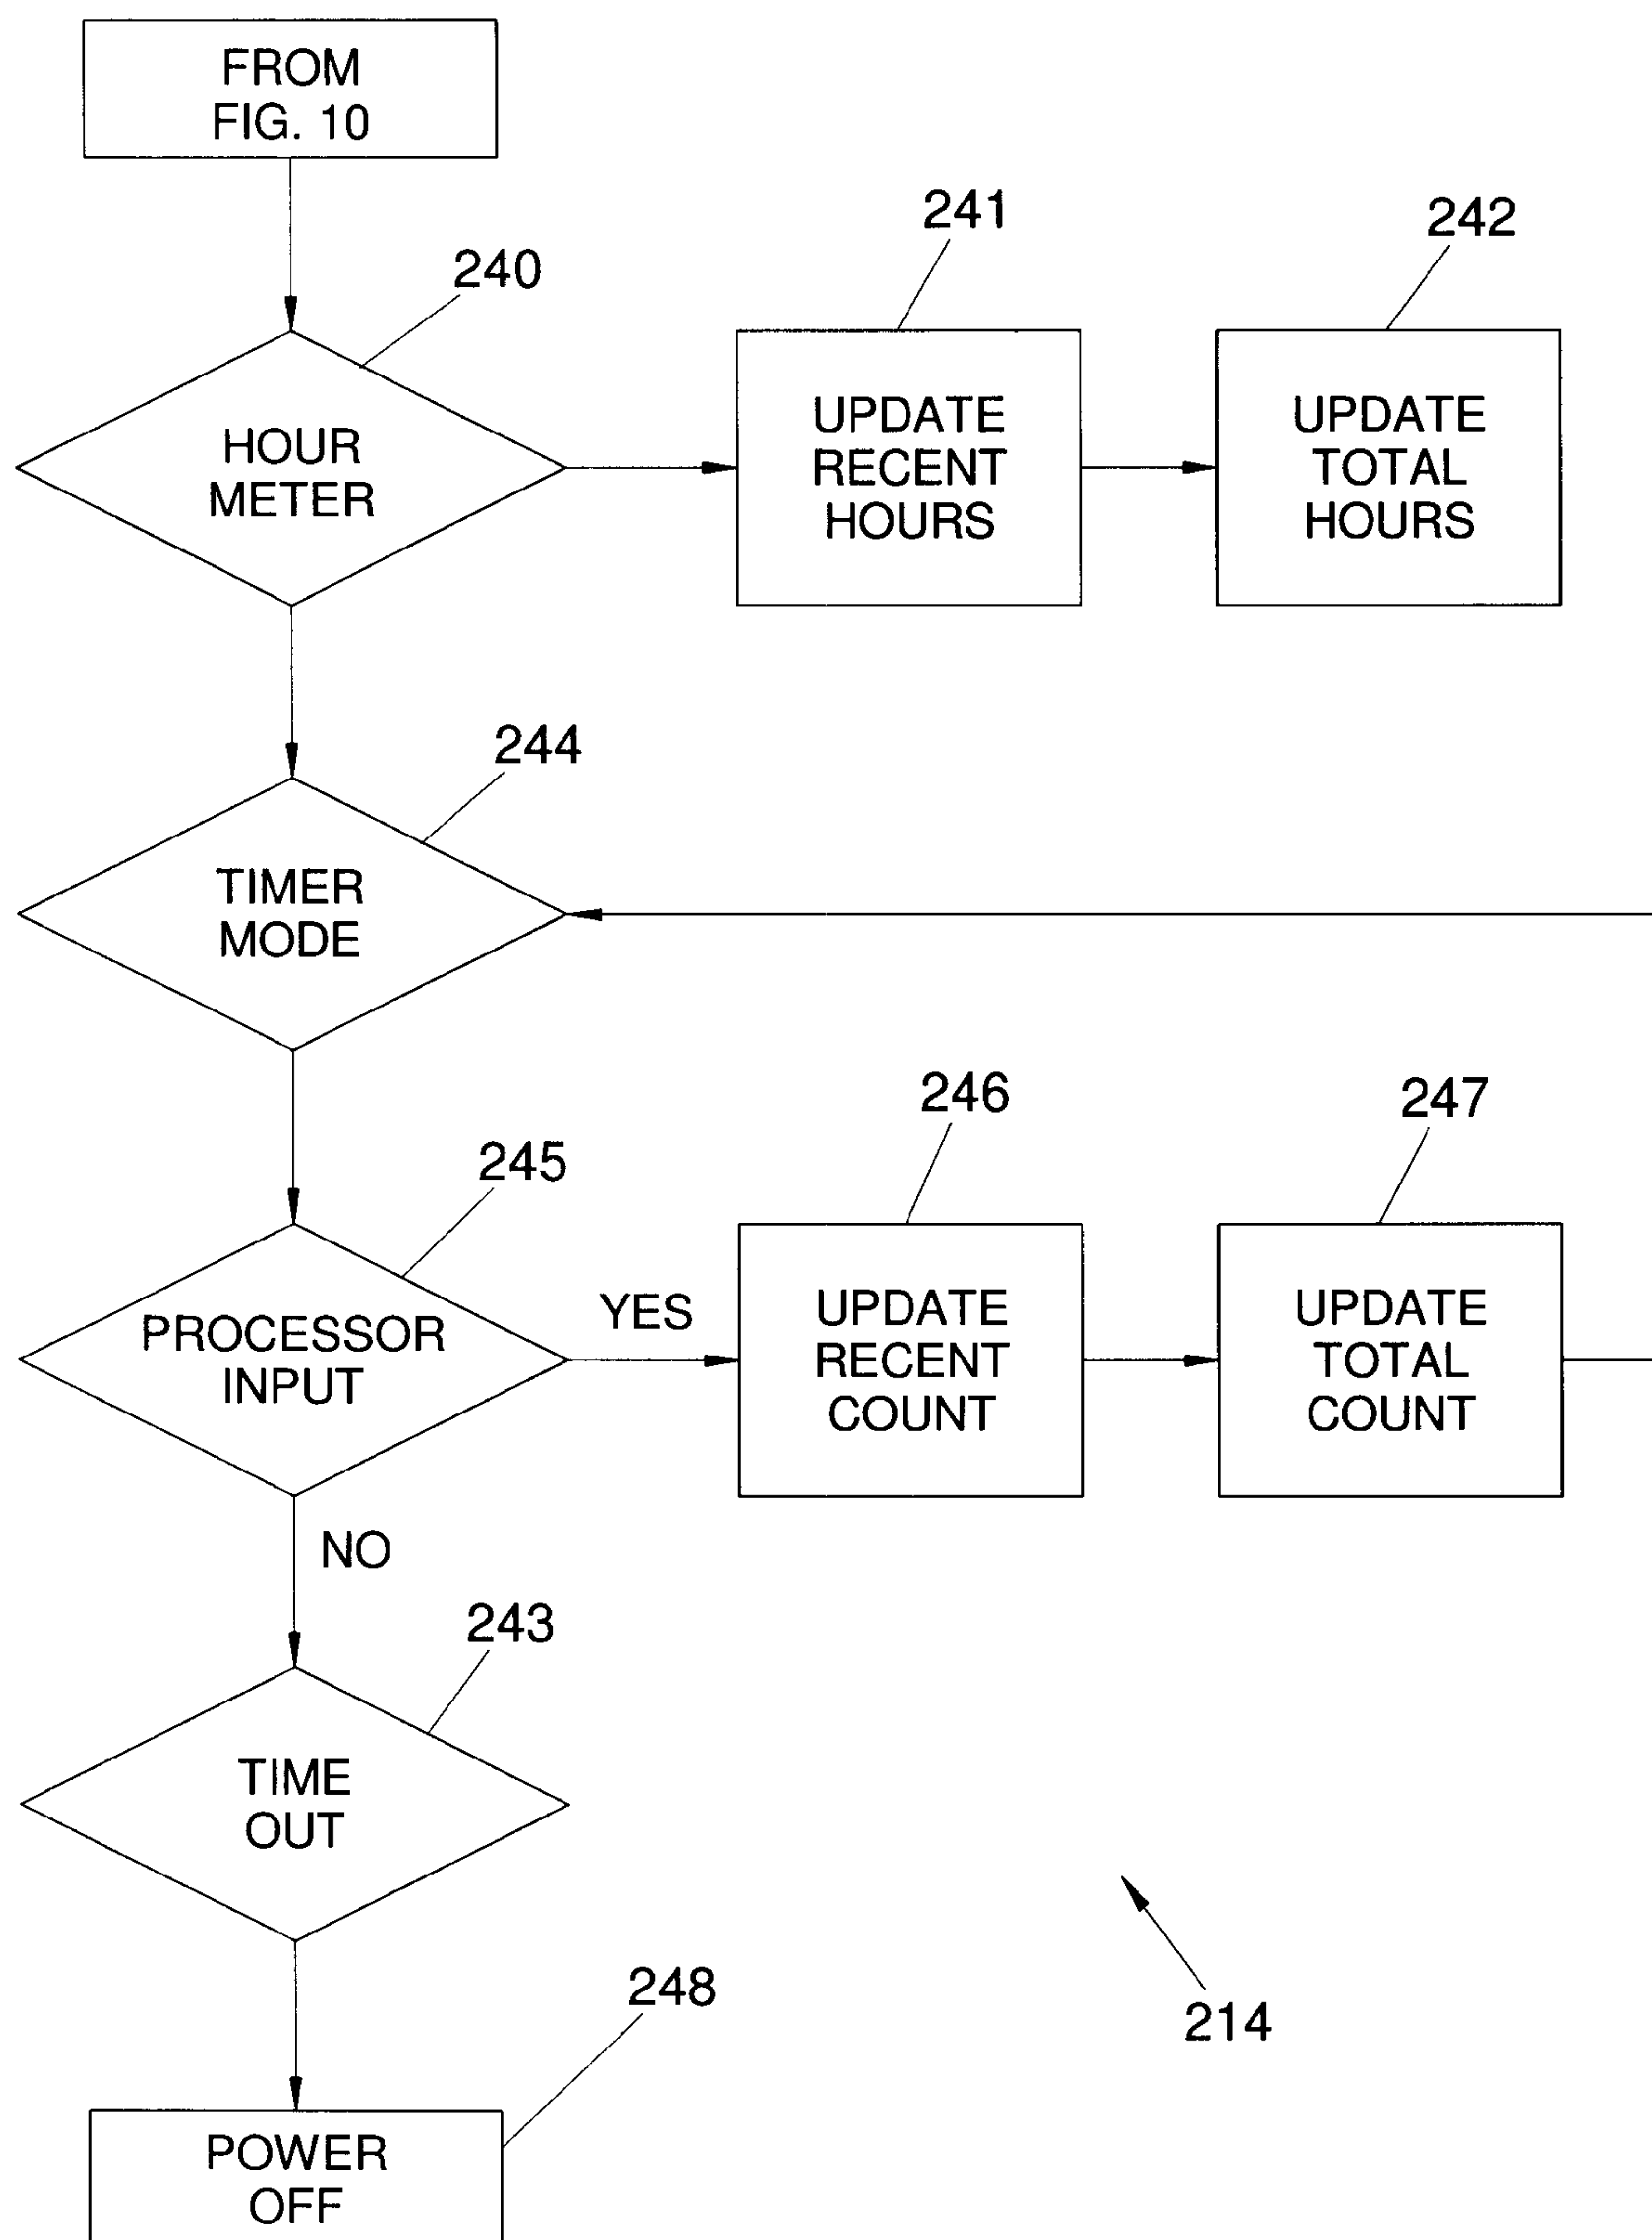 FROM
FIG. 10
241
242
240
HOUR
METER
UPDATE
RECENT
HOURS
UPDATE
TOTAL
HOURS
244
TIMER
MODE
246
247
245
PROCESSOR
INPUT
YES
UPDATE
RECENT
COUNT
UPDATE
TOTAL
COUNT
NO
243
TIME
OUT
248
214
POWER
OFF